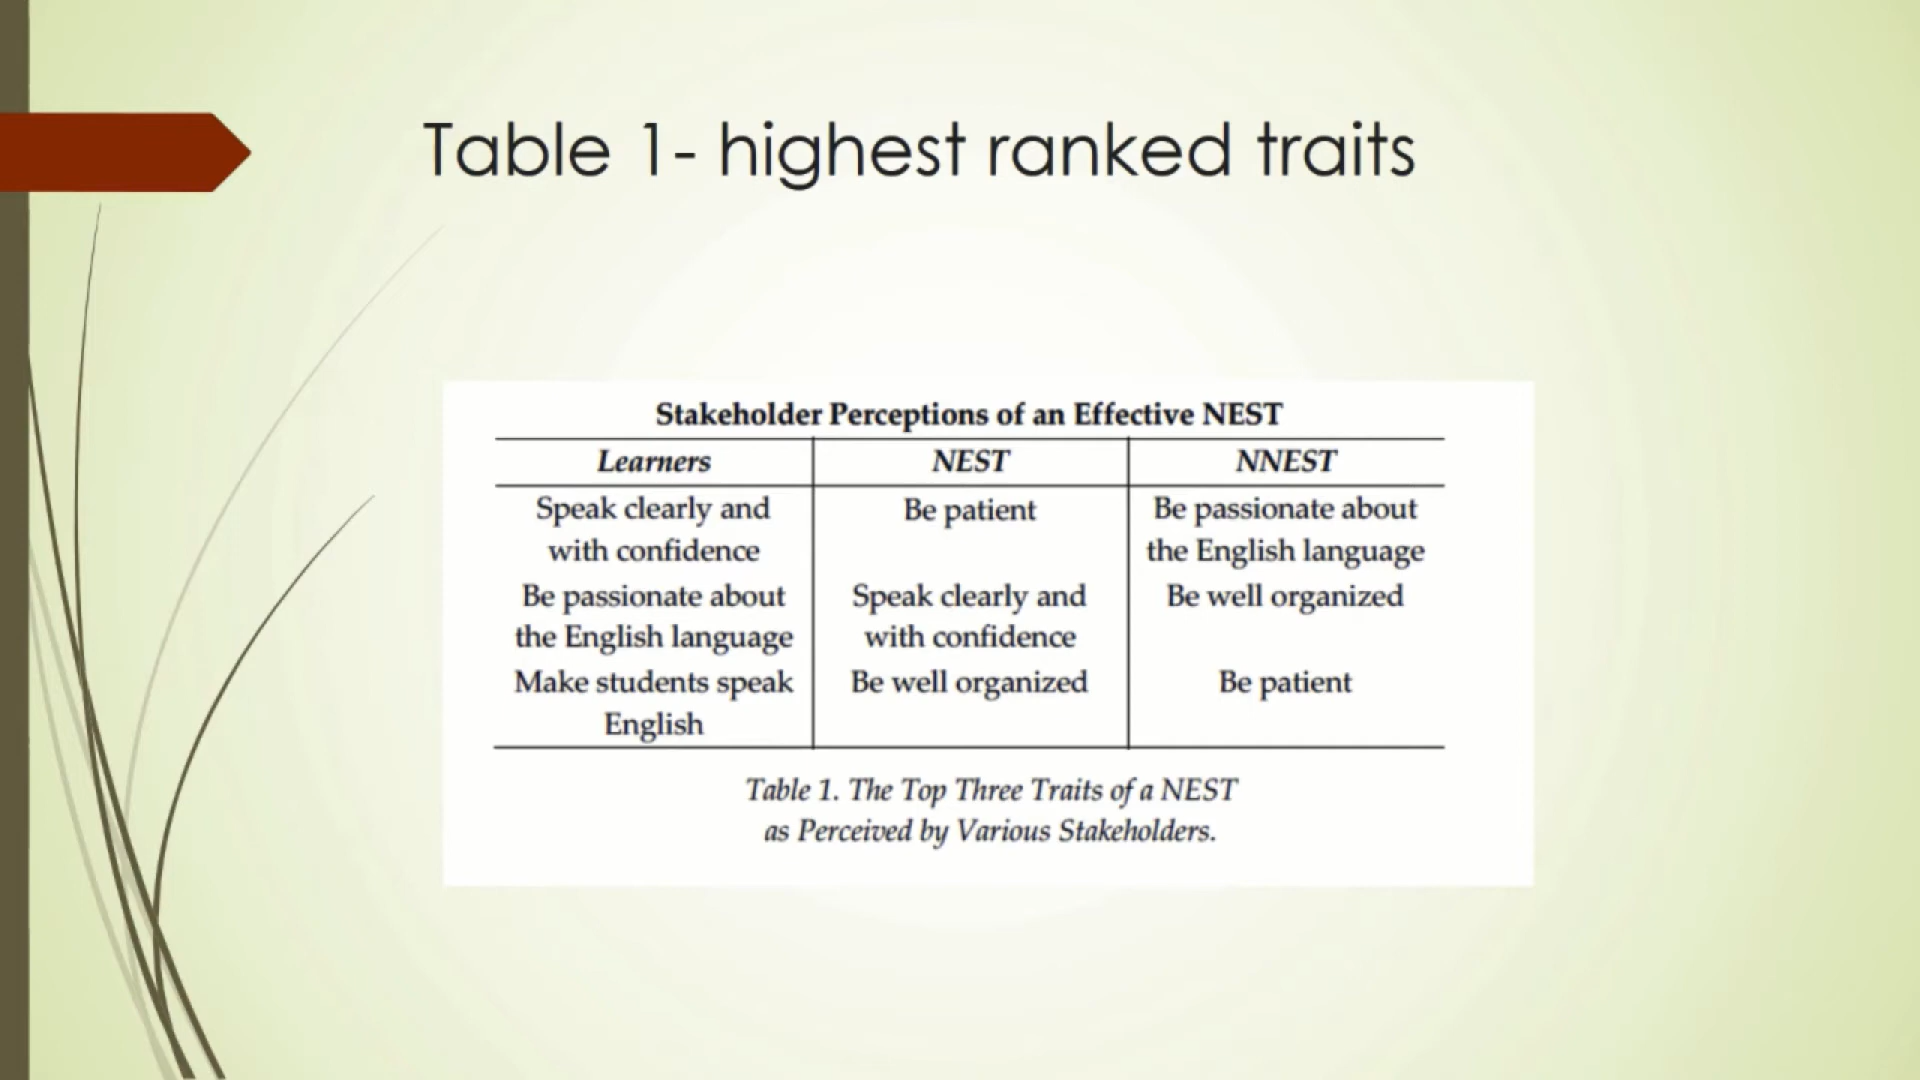 Table 1- highest ranked traits
Stakeholder Perceptions of an Effective NEST
Learners NEST NNEST
Speak clearly and Be patient Be passionate about
with confidence the English language
Be passionate about Speak clearly and Be well organized
the English language with confidence
Make students speak Be well organized Be patient
English
Table 1. The Top Three Traits of a NEST
as Perceived by Various Stakeholders.